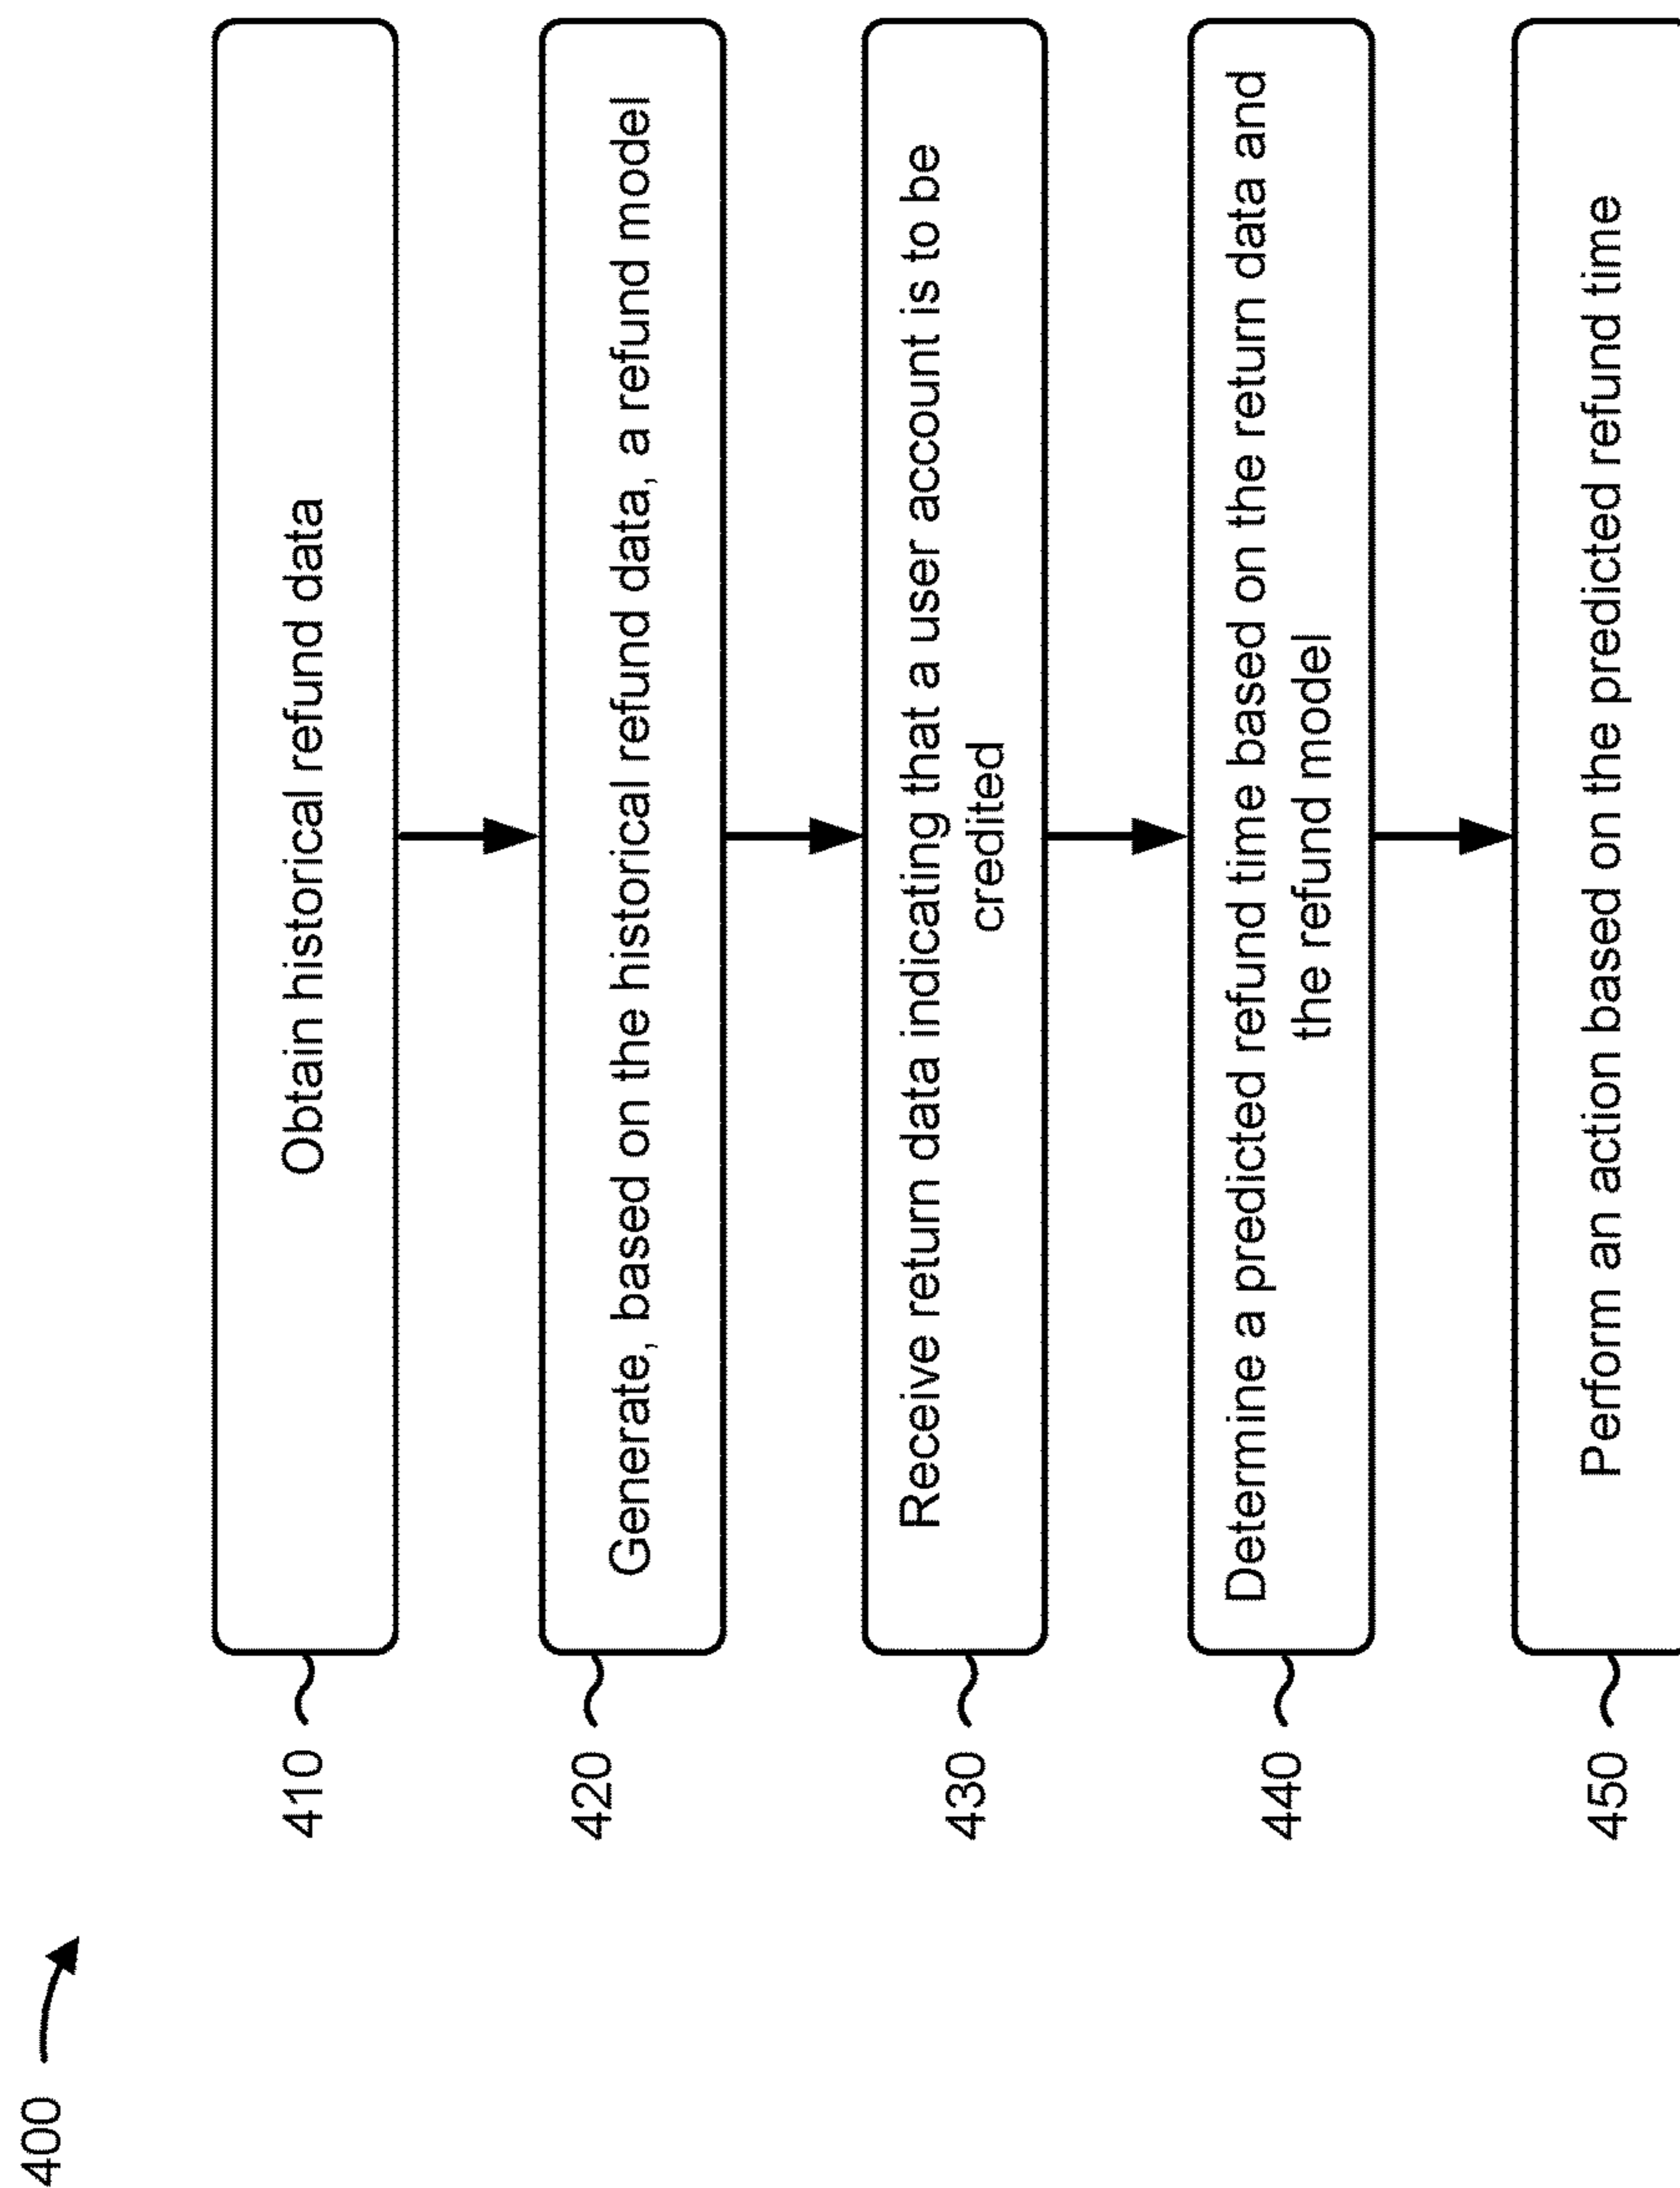 400
410
Obtain historical refund data
420
Generate, based on the historical refund data, a refund model
430
Receive return data indicating that a user account is to be
credited
440
Determine a predicted refund time based on the return data and
the refund model
450
Perform an action based on the predicted refund time